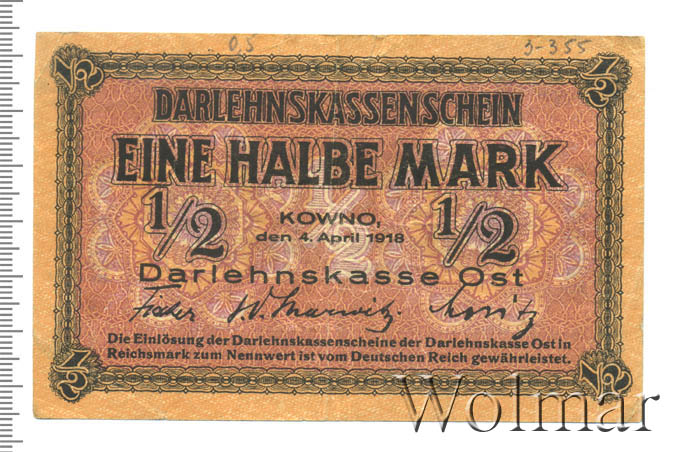 0.5 3-355
1/2 1/2
DARLEHNSKASSENSCHEIN
EINE HALBE MARK
1/2 1/2
KOWNO,
den 4. April 1918
Darlehnskasse Ost
Fischer
Die Einlösung der Darlehnskassenscheine der Darlehnskasse Ost in
Reichsmark zum Nennwert ist vom Deutschen Reich gewährleistet.
1/2 1/2
Wolmar